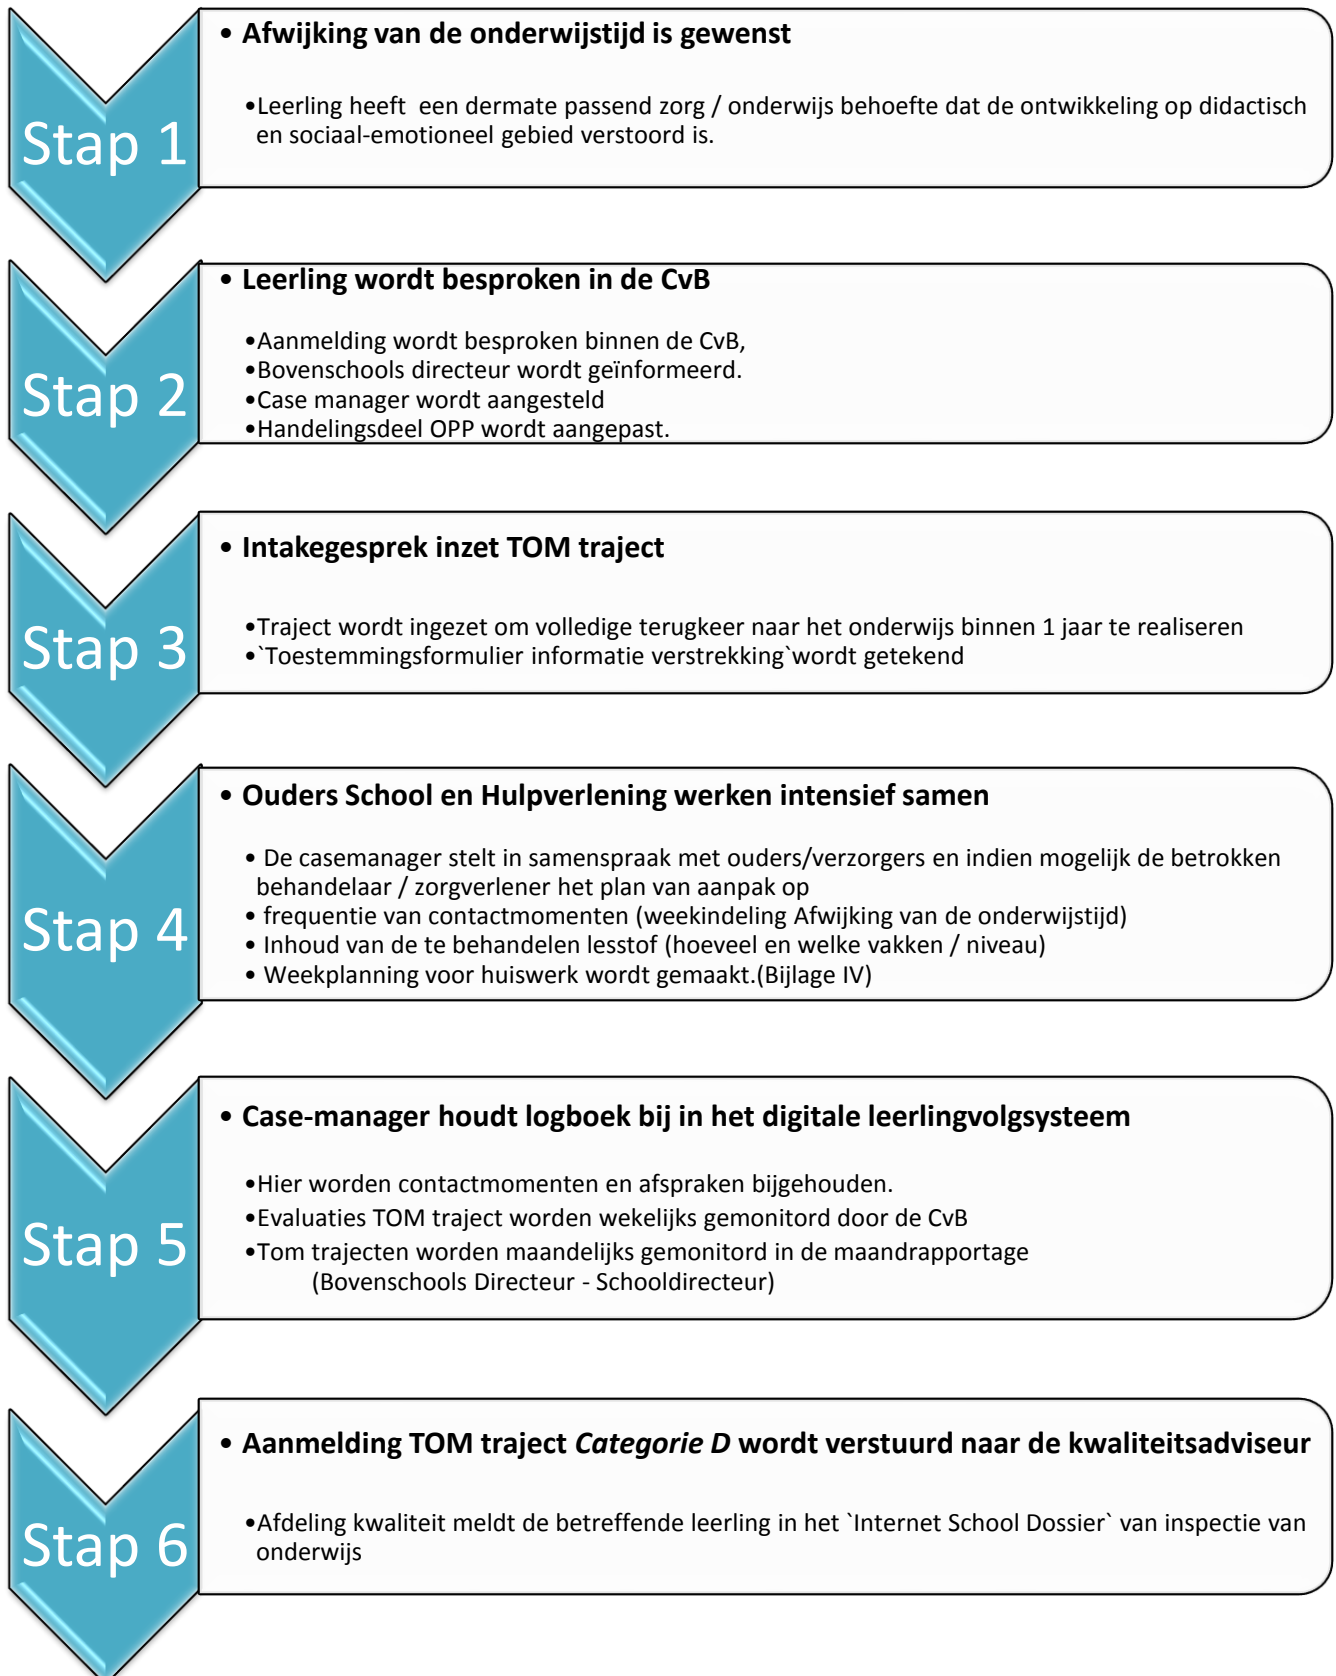 Stap 1
• Afwijking van de onderwijstijd is gewenst
•Leerling heeft  een dermate passend zorg / onderwijs behoefte dat de ontwikkeling op didactisch
en sociaal-emotioneel gebied verstoord is.
Stap 2
• Leerling wordt besproken in de CvB
•Aanmelding wordt besproken binnen de CvB,
•Bovenschools directeur wordt geïnformeerd.
•Case manager wordt aangesteld
•Handelingsdeel OPP wordt aangepast.
Stap 3
• Intakegesprek inzet TOM traject
•Traject wordt ingezet om volledige terugkeer naar het onderwijs binnen 1 jaar te realiseren
•`Toestemmingsformulier informatie verstrekking`wordt getekend
Stap 4
• Ouders School en Hulpverlening werken intensief samen
• De casemanager stelt in samenspraak met ouders/verzorgers en indien mogelijk de betrokken
behandelaar / zorgverlener het plan van aanpak op
• frequentie van contactmomenten (weekindeling Afwijking van de onderwijstijd)
• Inhoud van de te behandelen lesstof (hoeveel en welke vakken / niveau)
• Weekplanning voor huiswerk wordt gemaakt.(Bijlage IV)
Stap 5
• Case-manager houdt logboek bij in het digitale leerlingvolgsysteem
•Hier worden contactmomenten en afspraken bijgehouden.
•Evaluaties TOM traject worden wekelijks gemonitord door de CvB
•Tom trajecten worden maandelijks gemonitord in de maandrapportage
(Bovenschools Directeur - Schooldirecteur)
Stap 6
• Aanmelding TOM traject Categorie D wordt verstuurd naar de kwaliteitsadviseur
•Afdeling kwaliteit meldt de betreffende leerling in het `Internet School Dossier` van inspectie van
onderwijs